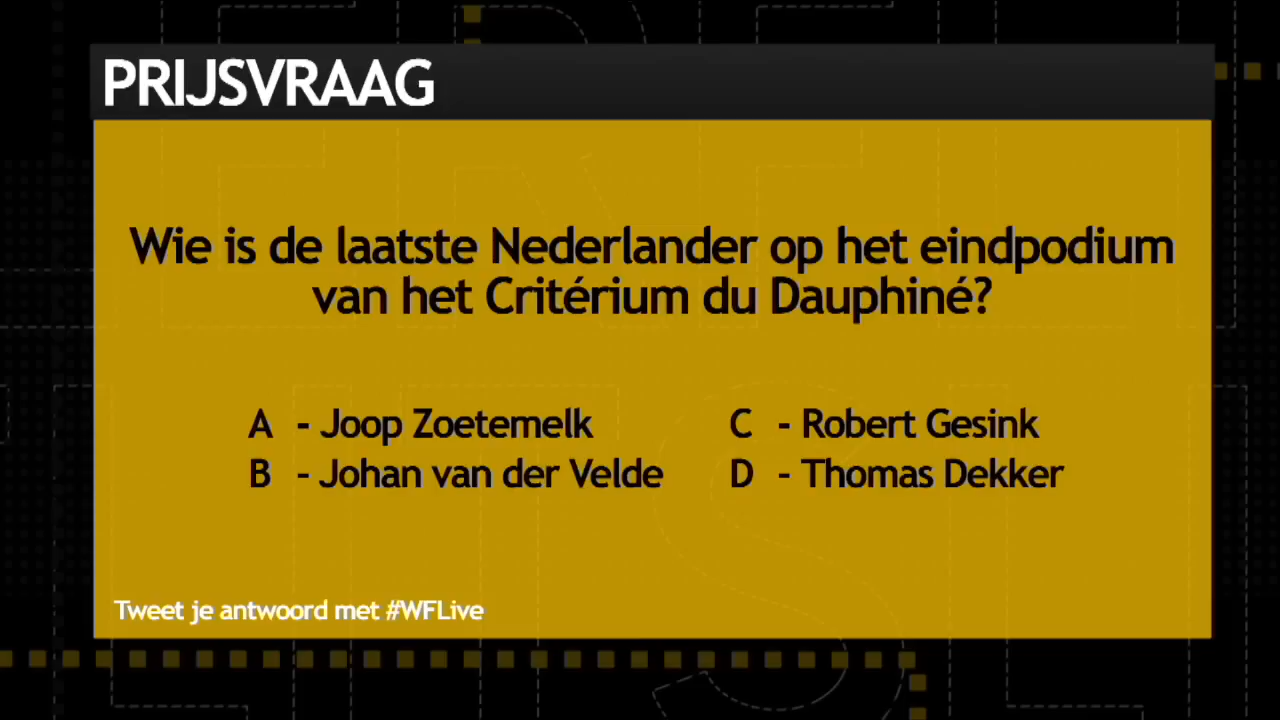 PRIJSVRAAG
Wie is de laatste Nederlander op het eindpodium
van het Critérium du Dauphiné?
A - Joop Zoetemelk
B - Johan van der Velde
C - Robert Gesink
D - Thomas Dekker
Tweet je antwoord met #WFLive